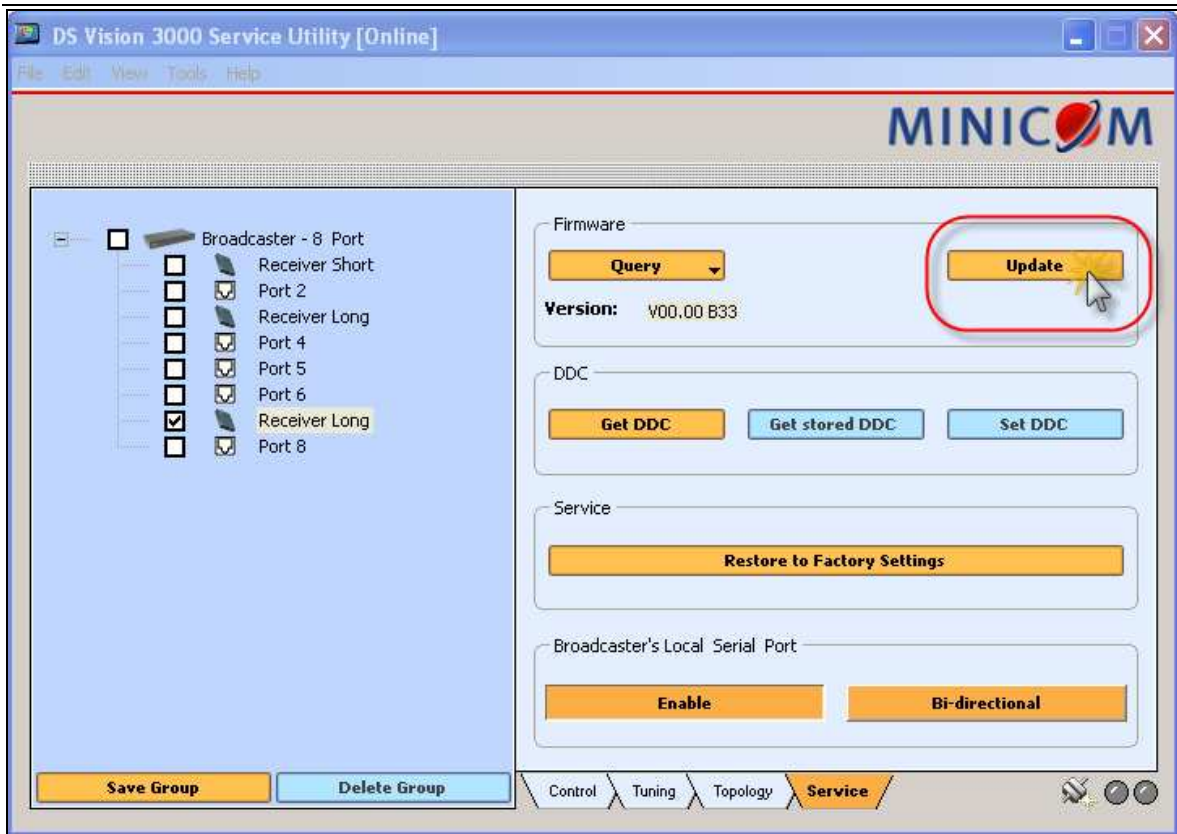 DS Vision 3000 Service Utility [Online]
File Edit View Tools Help
MINICOM
Broadcaster - 8 Port
Receiver Short
Port 2
Receiver Long
Port 4
Port 5
Port 6
Receiver Long
Port 8
Save Group
Delete Group
Firmware
Query
Update
Version: V00.00 B33
DDC
Get DDC
Get stored DDC
Set DDC
Service
Restore to Factory Settings
Broadcaster's Local Serial Port
Enable
Bi-directional
Control Tuning Topology Service